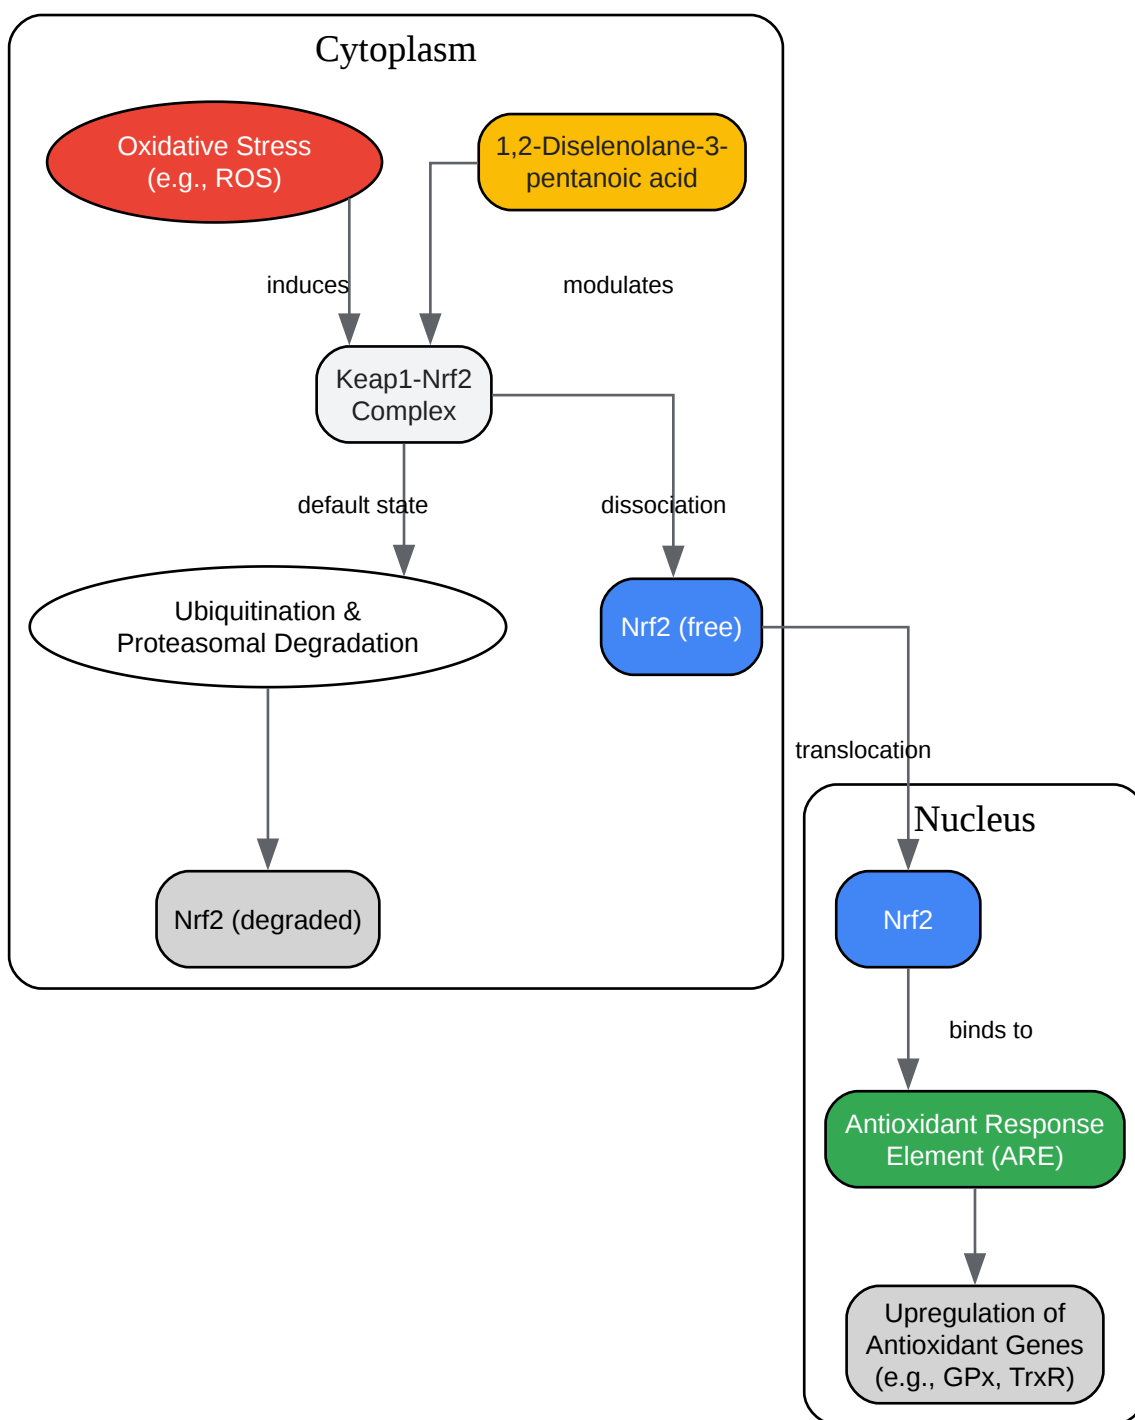 Cytoplasm
Oxidative Stress
(e.g., ROS)
1,2-Diselenolane-3-
pentanoic acid
induces
modulates
Keap1-Nrf2
Complex
default state
dissociation
Ubiquitination &
Proteasomal Degradation
Nrf2 (free)
translocation
Nucleus
Nrf2 (degraded)
Nrf2
binds to
Antioxidant Response
Element (ARE)
Upregulation of
Antioxidant Genes
(e.g., GPx, TrxR)